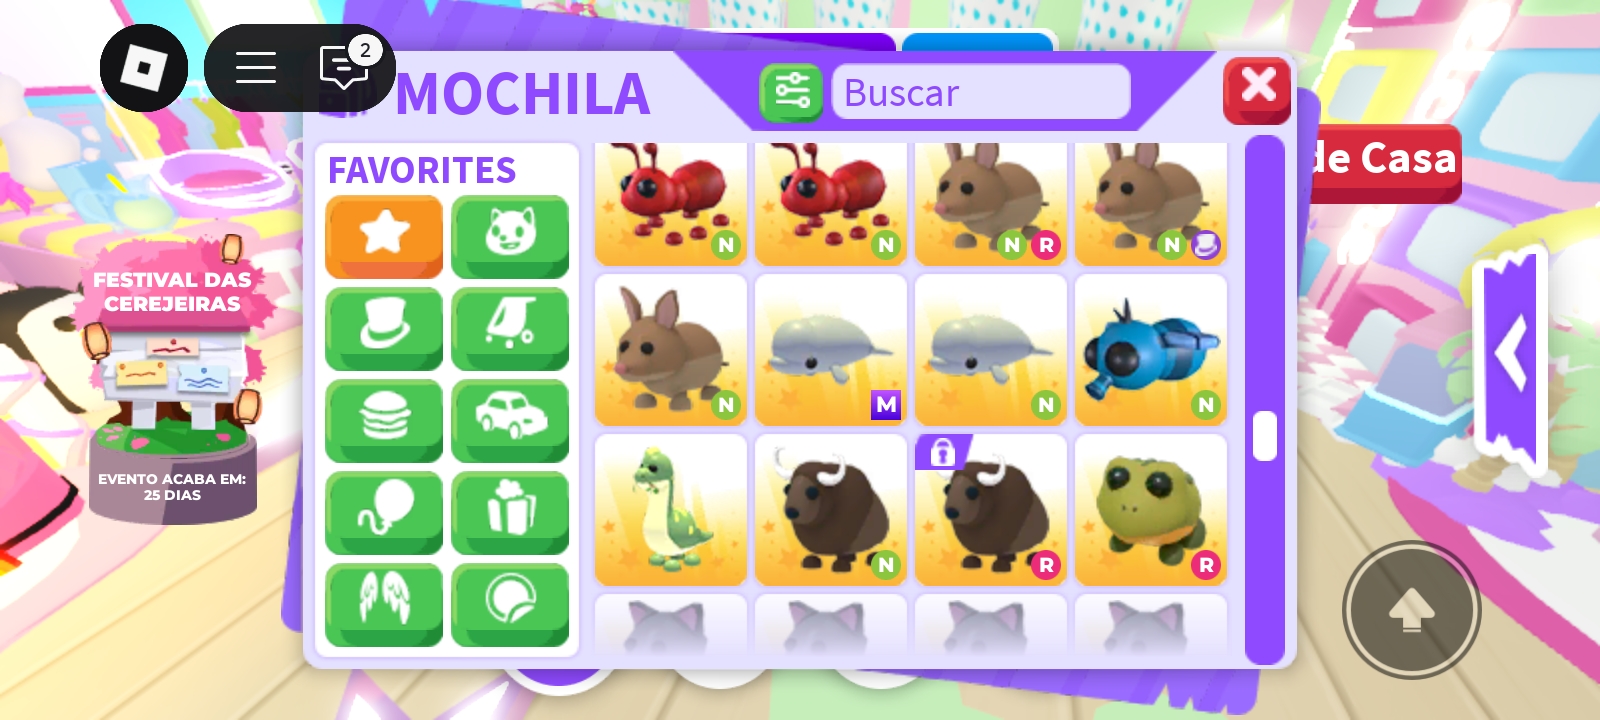 2
MOCHILA
Buscar
de Casa
FAVORITES
N
N
N R
N
N
M
N
N
N
R
R
FESTIVAL DAS
CEREJEIRAS
EVENTO ACABA EM:
25 DIAS